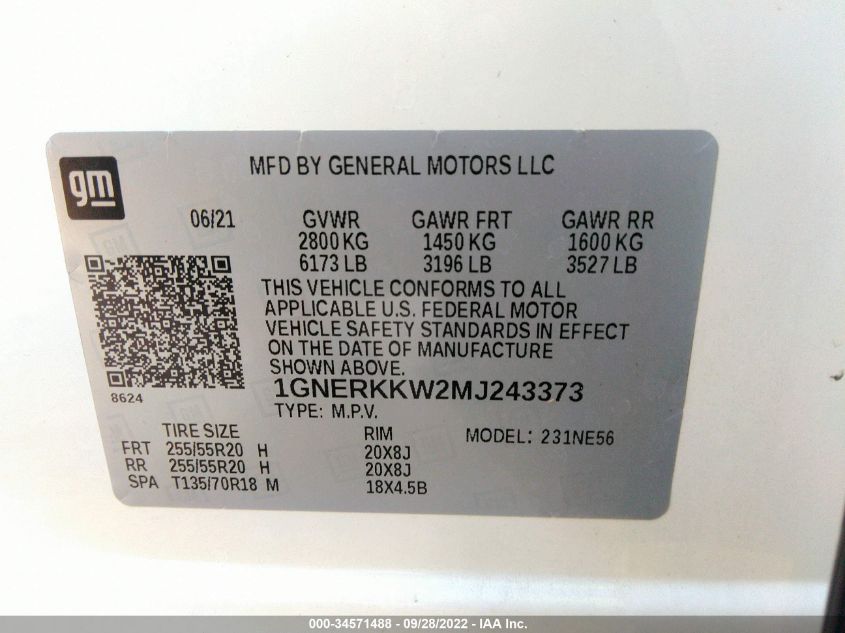 MFD BY GENERAL MOTORS LLC
gm
06/21 GVWR GAWR FRT GAWR RR
2800 KG 1450 KG 1600 KG
6173 LB 3196 LB 3527 LB
THIS VEHICLE CONFORMS TO ALL
APPLICABLE U.S. FEDERAL MOTOR
VEHICLE SAFETY STANDARDS IN EFFECT
ON THE DATE OF MANUFACTURE
SHOWN ABOVE.
8624
1GNERKKW2MJ243373
TYPE: M.P.V.
TIRE SIZE RIM MODEL: 231NE56
FRT 255/55R20 H 20X8J
RR 255/55R20 H 20X8J
SPA T135/70R18 M 18X4.5B
000-34571488 - 09/28/2022 - IAA Inc.